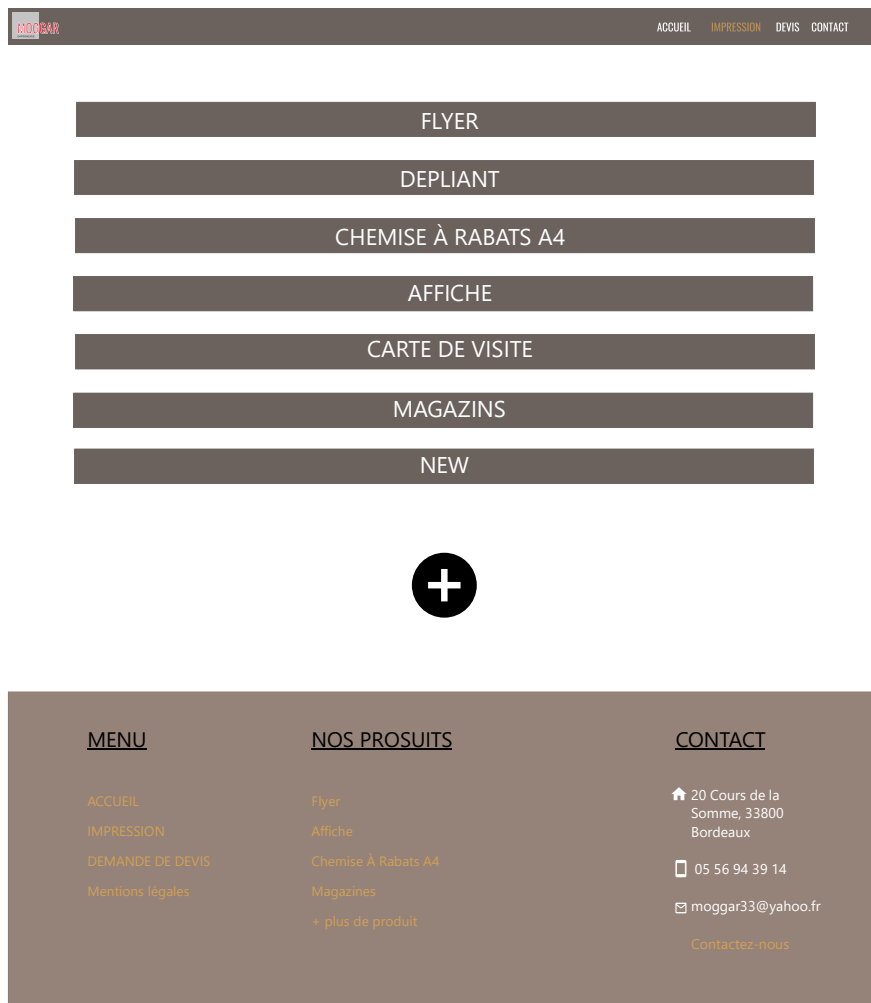 MOGGAR
ACCUEIL IMPRESSION DEVIS CONTACT
FLYER
DEPLIANT
CHEMISE À RABATS A4
AFFICHE
CARTE DE VISITE
MAGAZINS
NEW
MENU
ACCUEIL
IMPRESSION
DEMANDE DE DEVIS
Mentions légales
NOS PROSUITS
Flyer
Affiche
Chemise À Rabats A4
Magazines
+ plus de produit
CONTACT
20 Cours de la
Somme, 33800
Bordeaux
05 56 94 39 14
moggar33@yahoo.fr
Contactez-nous